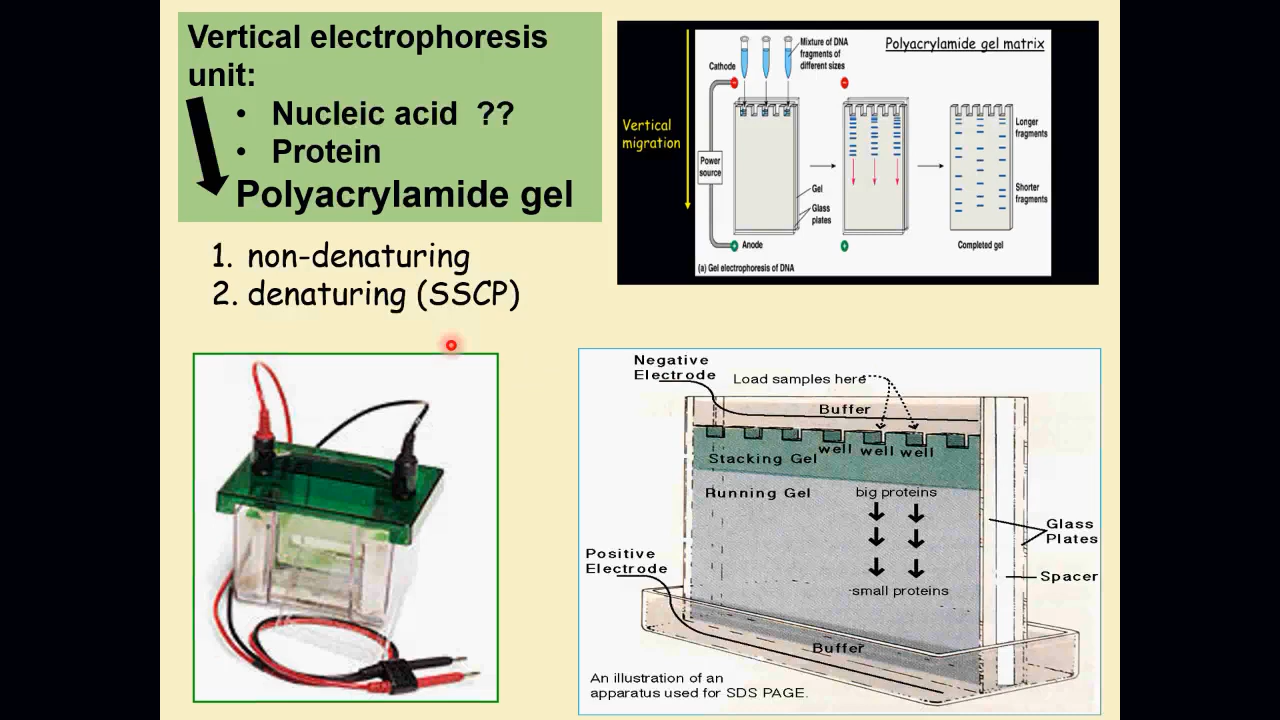 Vertical electrophoresis
unit:
• Nucleic acid ??
• Protein
Polyacrylamide gel
1. non-denaturing
2. denaturing (SSCP)
Vertical
migration
Polyacrylamide gel matrix
Mixture of DNA
fragments of
different sizes
Cathode
Power
source
Gel
Glass
plates
Anode
Longer
fragments
Shorter
fragments
Completed gel
(a) Gel electrophoresis of DNA
Negative
Electrode
Load samples here
Buffer
well well well
Stacking Gel
Running Gel
big proteins
small proteins
Positive
Electrode
Glass
Plates
Spacer
Buffer
An illustration of an
apparatus used for SDS PAGE.